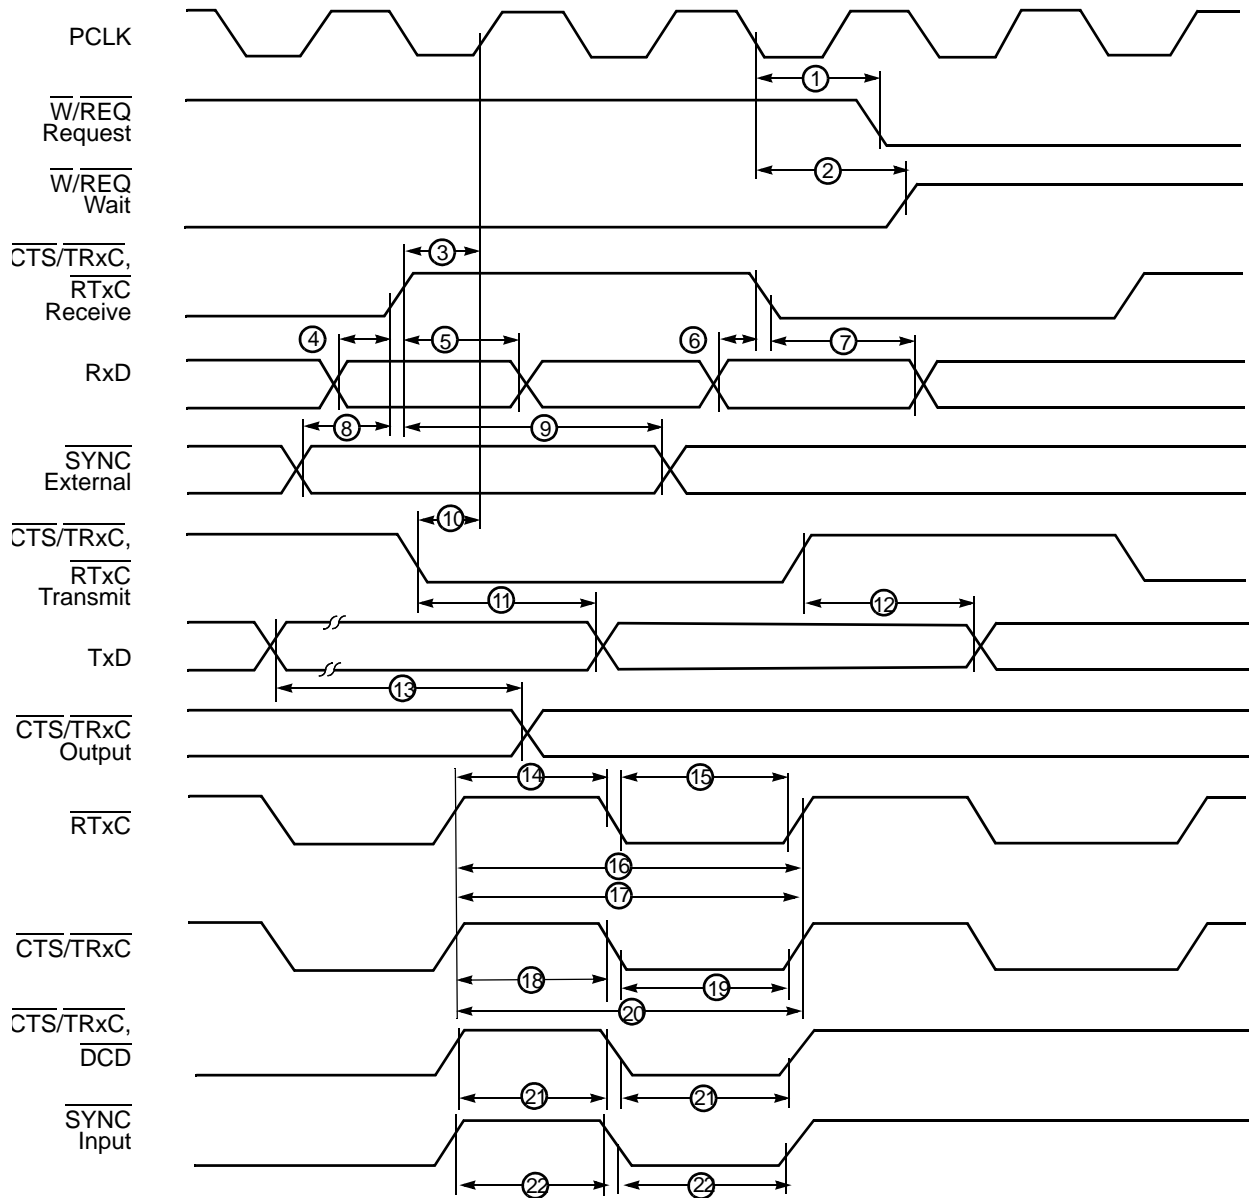 PCLK
1
W/REQ
Request
2
W/REQ
Wait
3
CTS/TRxC,
RTxC
Receive
4
5
6
7
RxD
8
9
SYNC
External
10
CTS/TRxC,
RTxC
Transmit
11
12
TxD
13
CTS/TRxC
Output
14
15
RTxC
16
17
CTS/TRxC
18
19
20
CTS/TRxC,
DCD
21
21
SYNC
Input
22
22